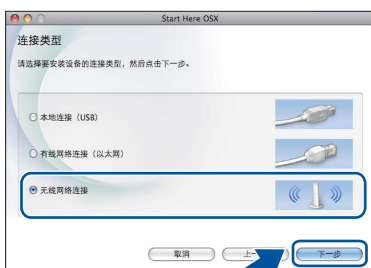 Start Here OSX
连接类型
请选择要安装设备的连接类型，然后点击下一步。
本地连接（USB）
有线网络连接（以太网）
无线网络连接
取消
上一
下一步